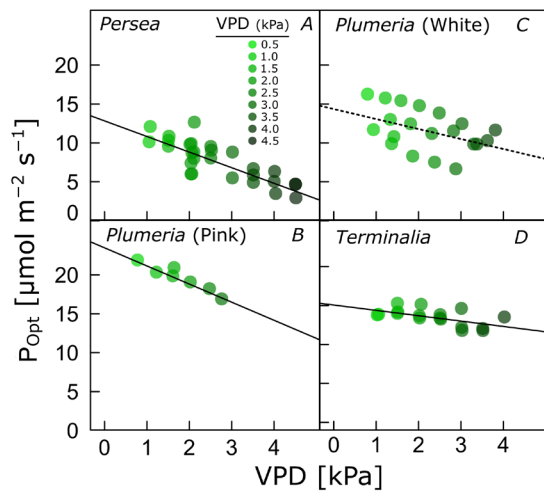 Persea A
VPD (kPa)
0.5
1.0
1.5
2.0
2.5
3.0
3.5
4.0
4.5
Plumeria (White) C
20
15
10
5
0
Plumeria (Pink) B
Terminalia D
20
15
10
5
0
P_Opt [μmol m⁻² s⁻¹]
0 1 2 3 4
0 1 2 3 4
VPD [kPa]